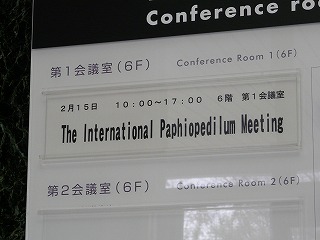 Conference ro
第1会議室(6F) Conference Room 1(6F)
2月15日 10:00~17:00 6階 第1会議室
The International Paphiopedilum Meeting
第2会議室(6F) Conference Room 2(6F)